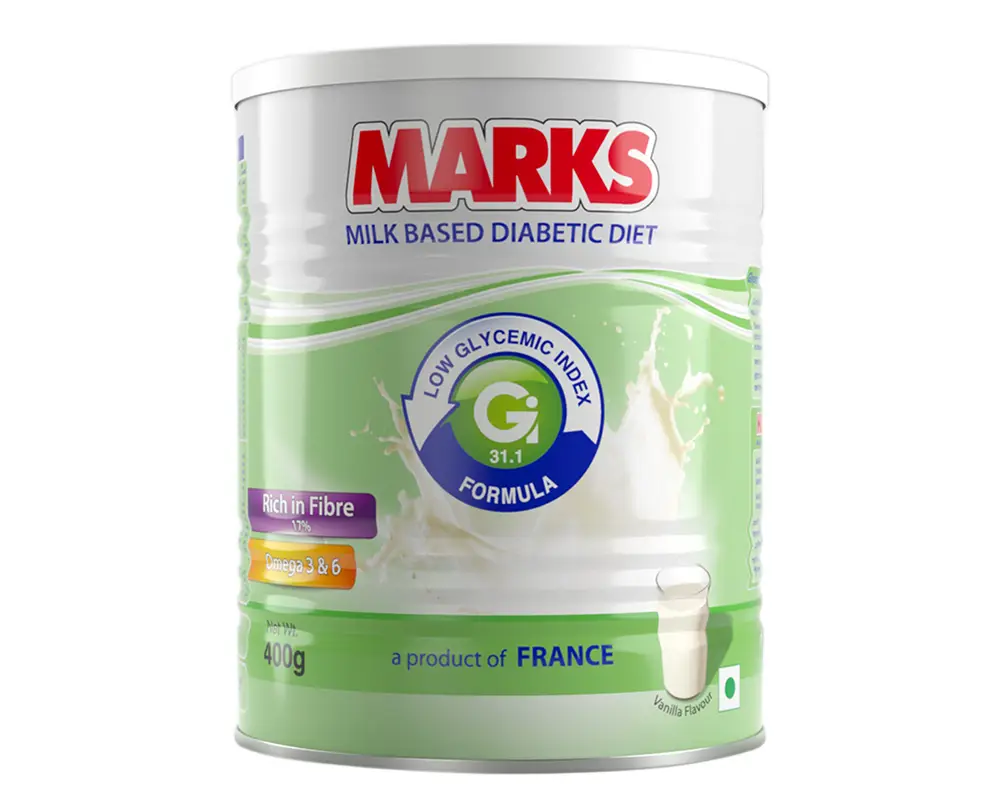 MARKS
MILK BASED DIABETIC DIET
LOW GLYCEMIC INDEX
Gi
31.1
FORMULA
Rich in Fibre
17%
Omega 3 & 6
Net Wt.
400g
a product of FRANCE
Vanilla Flavour